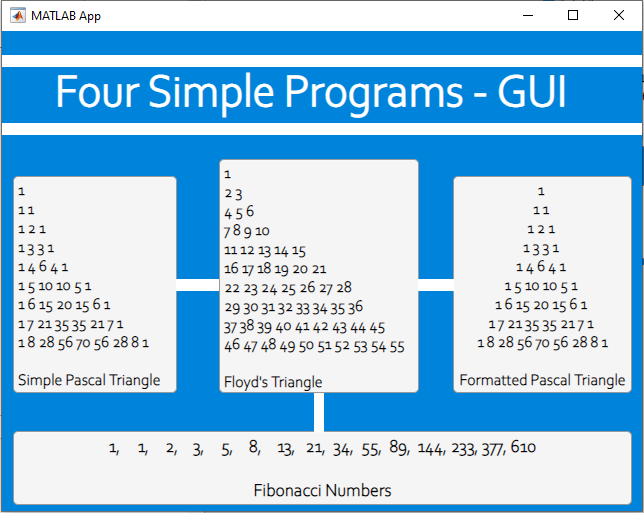 MATLAB App
Four Simple Programs - GUI
1
1 1
1 2 1
1 3 3 1
1 4 6 4 1
1 5 10 10 5 1
1 6 15 20 15 6 1
1 7 21 35 35 21 7 1
1 8 28 56 70 56 28 8 1
Simple Pascal Triangle
1
2 3
4 5 6
7 8 9 10
11 12 13 14 15
16 17 18 19 20 21
22 23 24 25 26 27 28
29 30 31 32 33 34 35 36
37 38 39 40 41 42 43 44 45
46 47 48 49 50 51 52 53 54 55
Floyd's Triangle
1
1 1
1 2 1
1 3 3 1
1 4 6 4 1
1 5 10 10 5 1
1 6 15 20 15 6 1
1 7 21 35 35 21 7 1
1 8 28 56 70 56 28 8 1
Formatted Pascal Triangle
1, 1, 2, 3, 5, 8, 13, 21, 34, 55, 89, 144, 233, 377, 610
Fibonacci Numbers